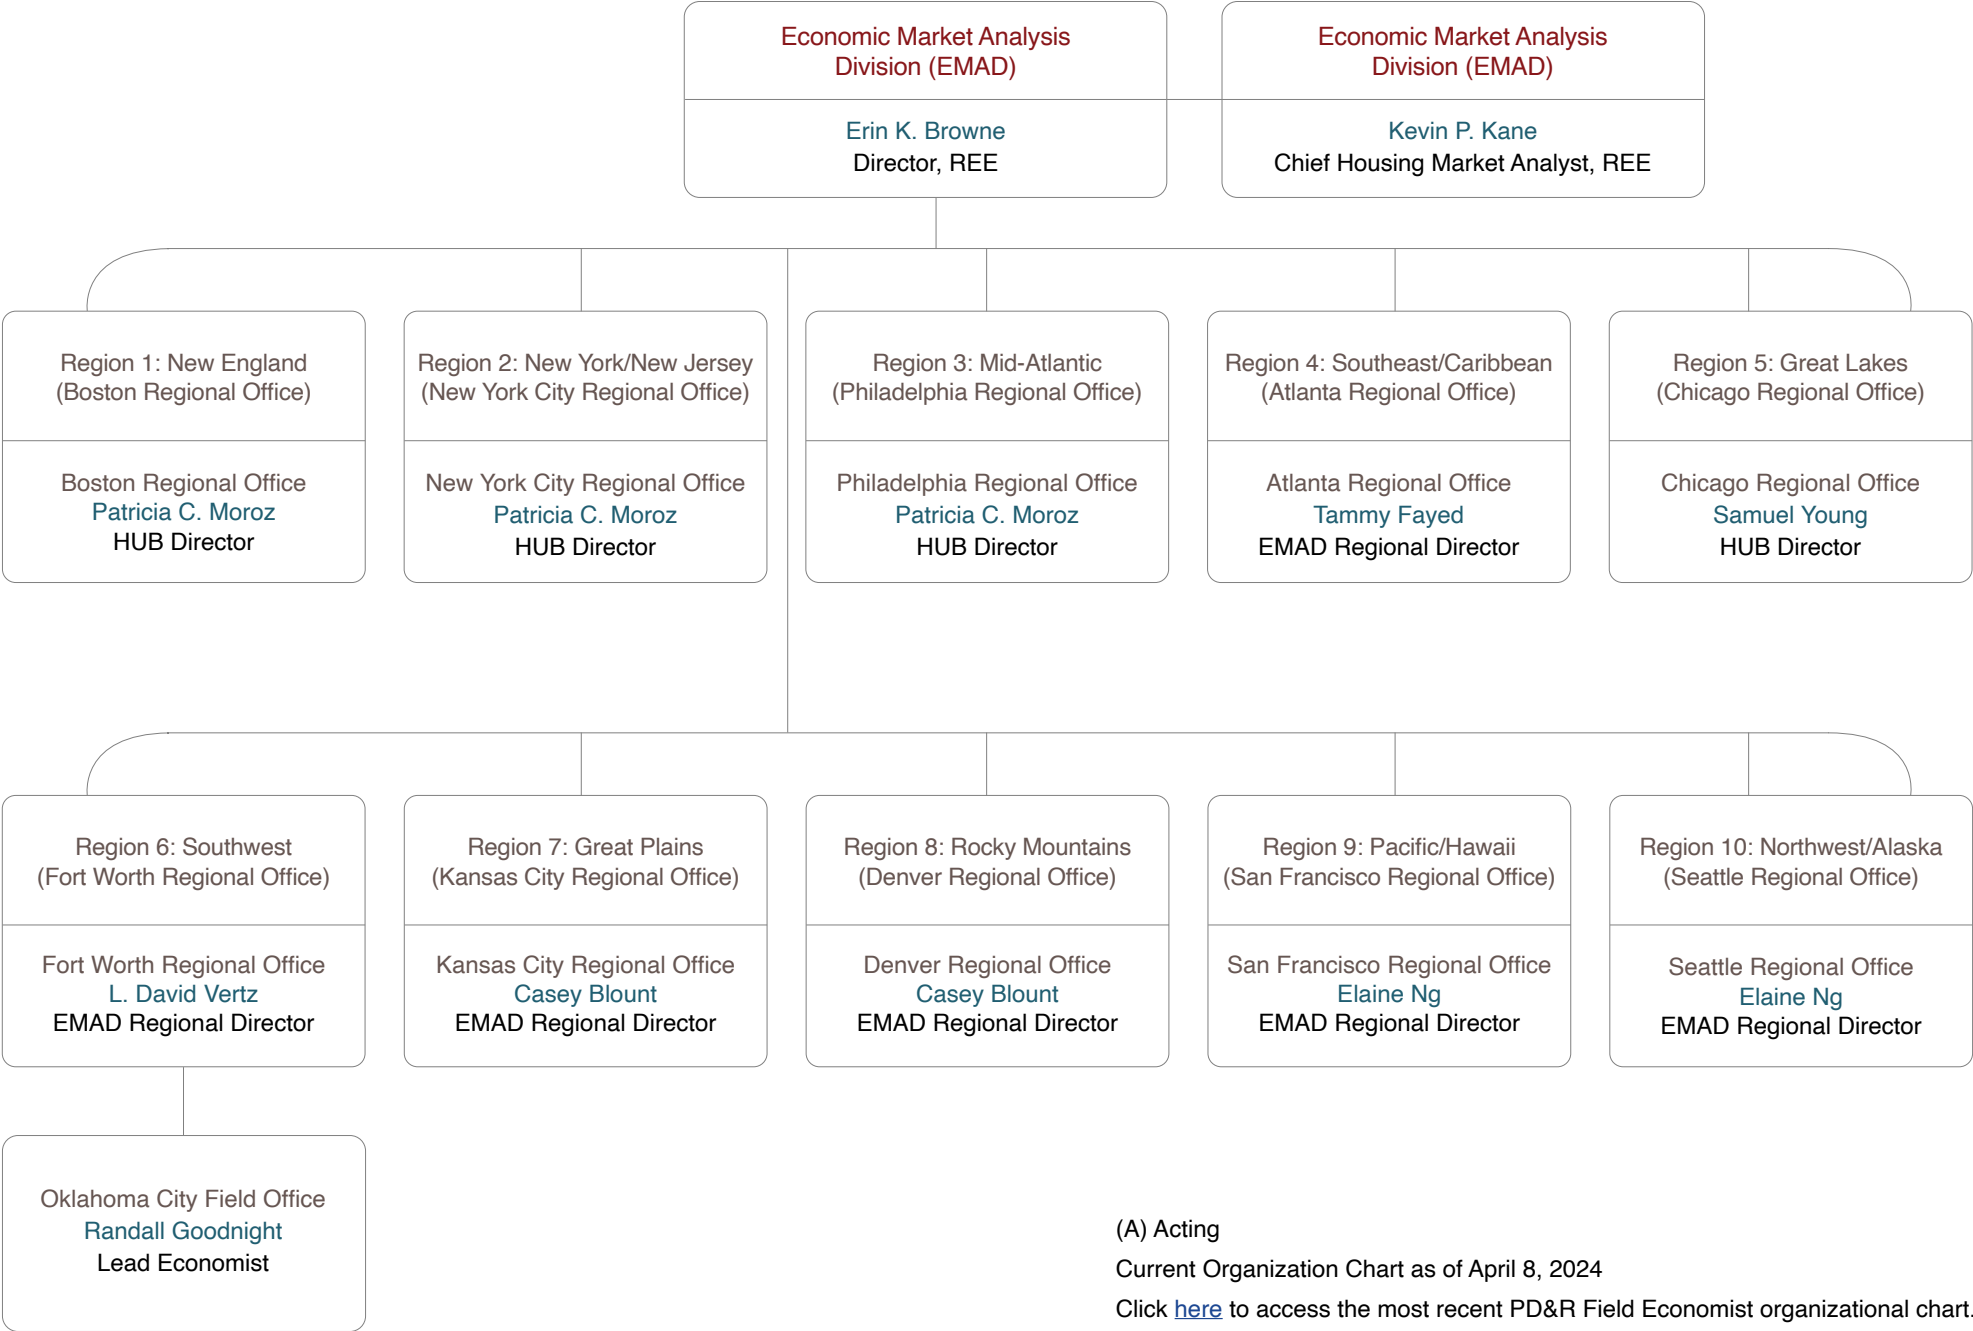 Economic Market Analysis
Division (EMAD)
Erin K. Browne
Director, REE
Economic Market Analysis
Division (EMAD)
Kevin P. Kane
Chief Housing Market Analyst, REE
Region 1: New England
(Boston Regional Office)
Boston Regional Office
Patricia C. Moroz
HUB Director
Region 2: New York/New Jersey
(New York City Regional Office)
New York City Regional Office
Patricia C. Moroz
HUB Director
Region 3: Mid-Atlantic
(Philadelphia Regional Office)
Philadelphia Regional Office
Patricia C. Moroz
HUB Director
Region 4: Southeast/Caribbean
(Atlanta Regional Office)
Atlanta Regional Office
Tammy Fayed
EMAD Regional Director
Region 5: Great Lakes
(Chicago Regional Office)
Chicago Regional Office
Samuel Young
HUB Director
Region 6: Southwest
(Fort Worth Regional Office)
Fort Worth Regional Office
L. David Vertz
EMAD Regional Director
Region 7: Great Plains
(Kansas City Regional Office)
Kansas City Regional Office
Casey Blount
EMAD Regional Director
Region 8: Rocky Mountains
(Denver Regional Office)
Denver Regional Office
Casey Blount
EMAD Regional Director
Region 9: Pacific/Hawaii
(San Francisco Regional Office)
San Francisco Regional Office
Elaine Ng
EMAD Regional Director
Region 10: Northwest/Alaska
(Seattle Regional Office)
Seattle Regional Office
Elaine Ng
EMAD Regional Director
Oklahoma City Field Office
Randall Goodnight
Lead Economist
(A) Acting
Current Organization Chart as of April 8, 2024
Click here to access the most recent PD&R Field Economist organizational chart.